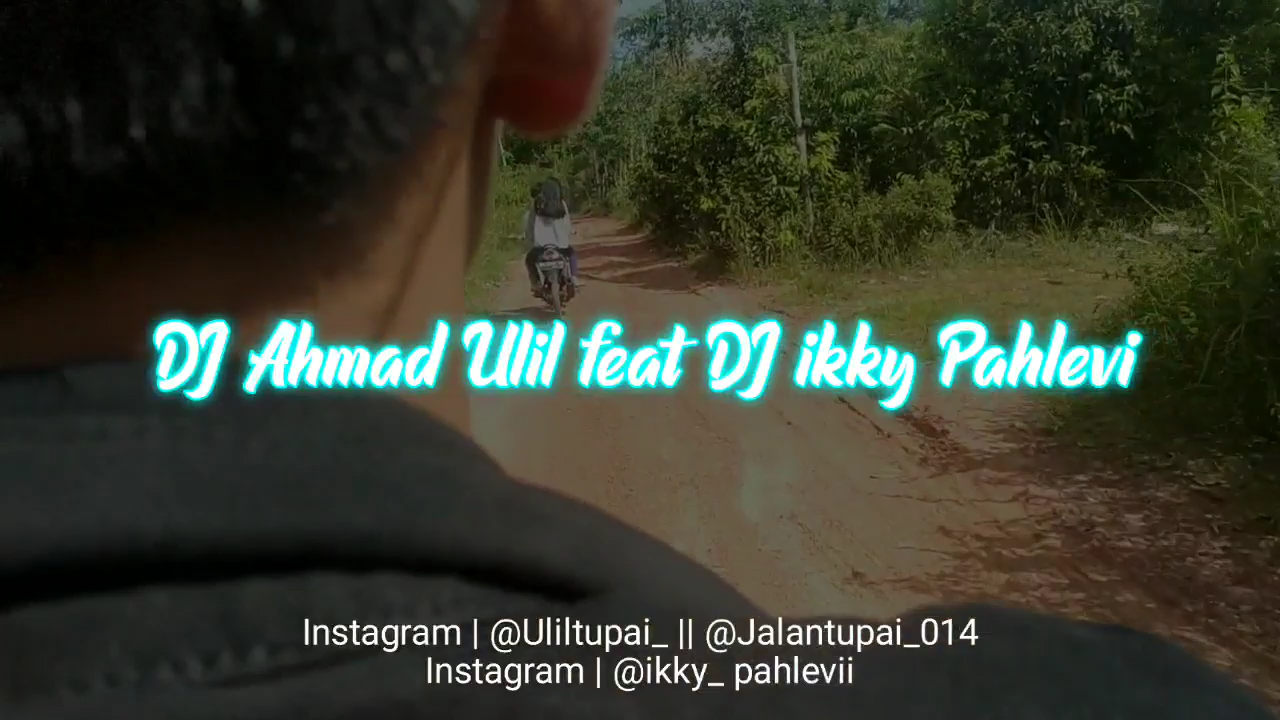 DJ Ahmad Ulil feat DJ ikky Pahlevi
Instagram | @Uliltupai_ || @Jalantupai_014
Instagram | @ikky_ pahlevii